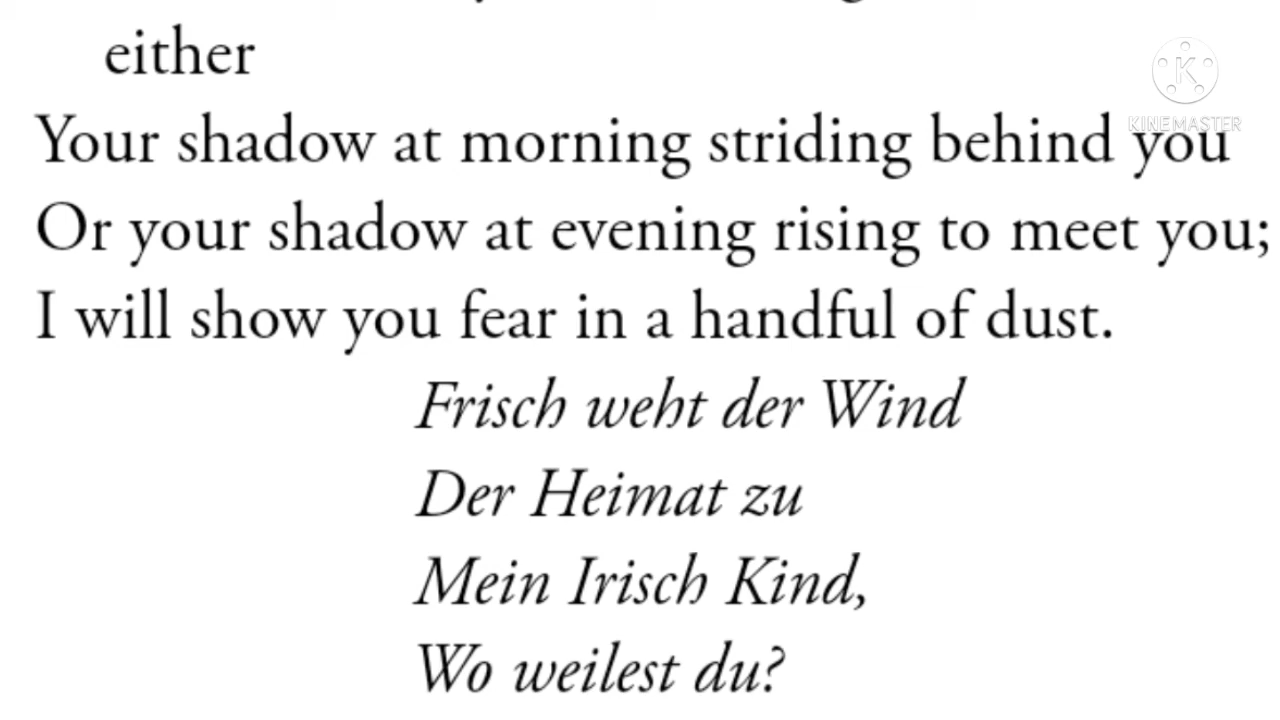 either
KINEMASTER
Your shadow at morning striding behind you
Or your shadow at evening rising to meet you;
I will show you fear in a handful of dust.
Frisch weht der Wind
Der Heimat zu
Mein Irisch Kind,
Wo weilest du?